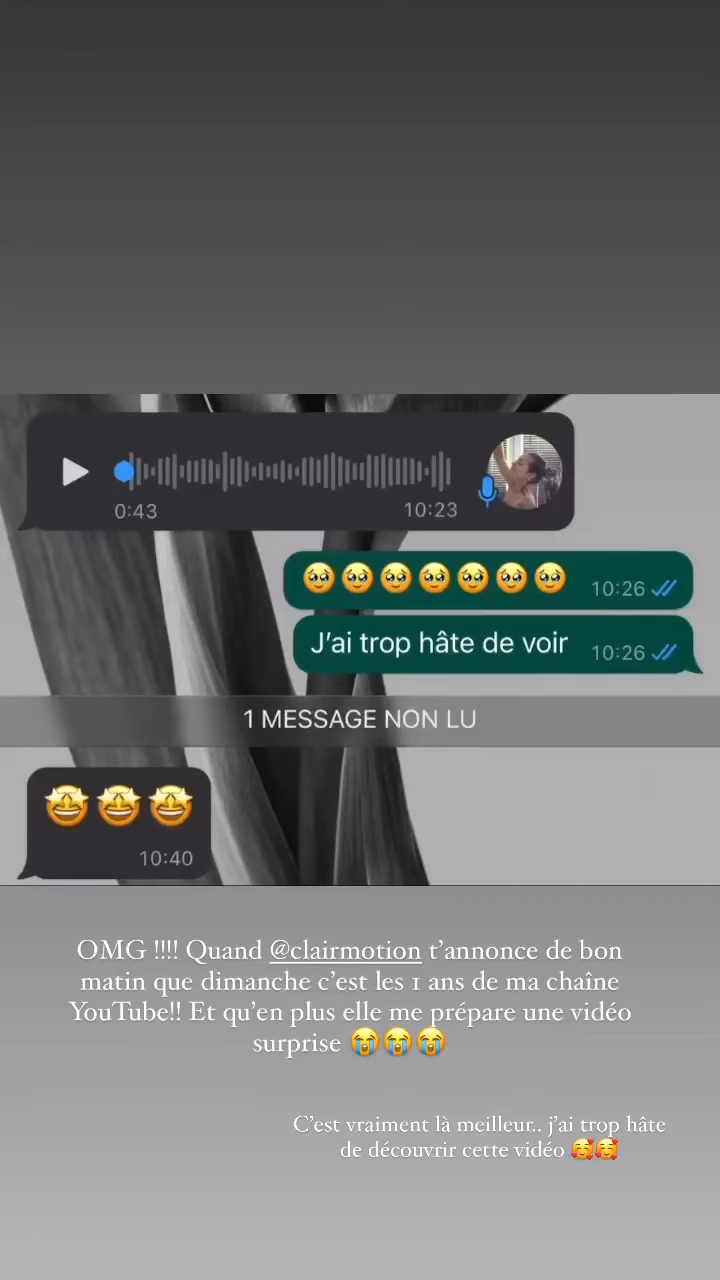 0:43 10:23
🥹🥹🥹🥹🥹🥹🥹 10:26
J’ai trop hâte de voir 10:26
1 MESSAGE NON LU
🤩🤩🤩
10:40
OMG !!!! Quand @clairmotion t’annonce de bon
matin que dimanche c’est les 1 ans de ma chaîne
YouTube!! Et qu’en plus elle me prépare une vidéo
surprise 😭😭😭
C’est vraiment là meilleur.. j’ai trop hâte
de découvrir cette vidéo 🥰🥰